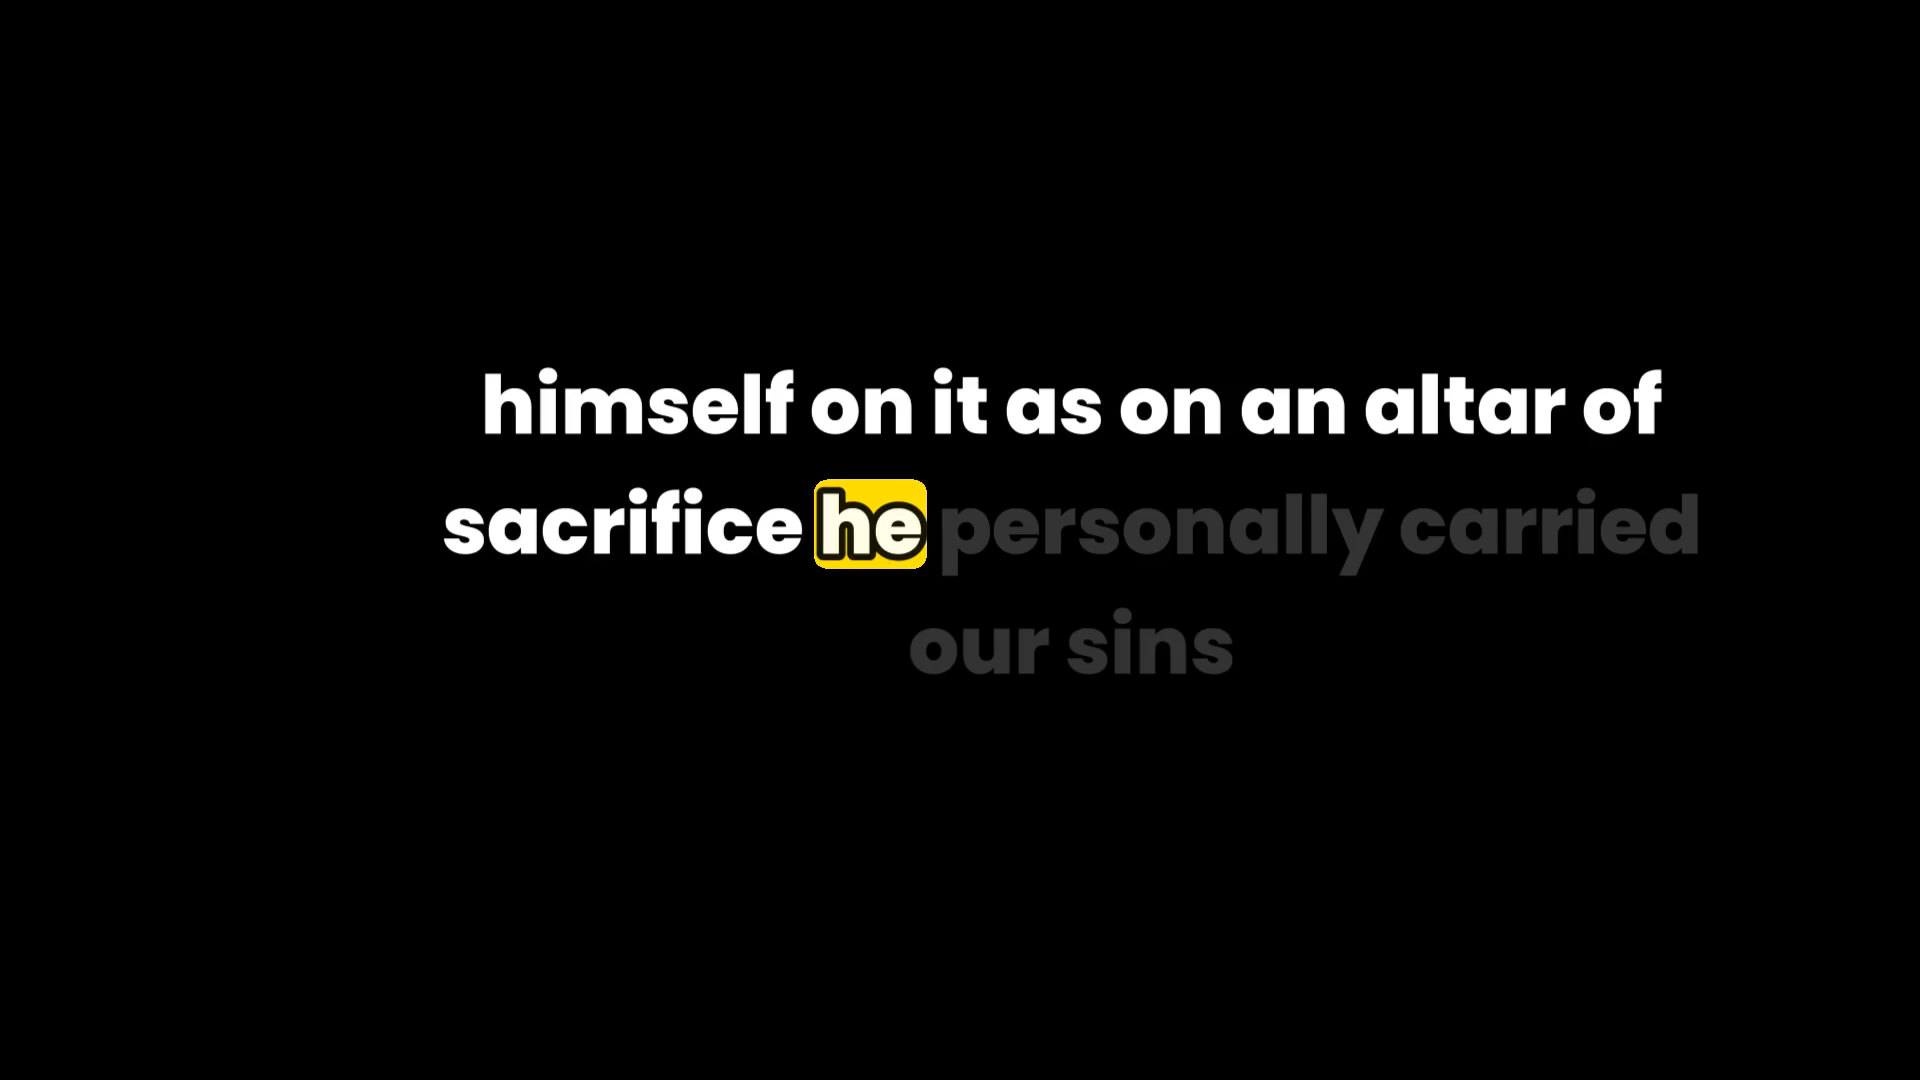 himself on it as on an altar of
sacrifice he personally carried
our sins